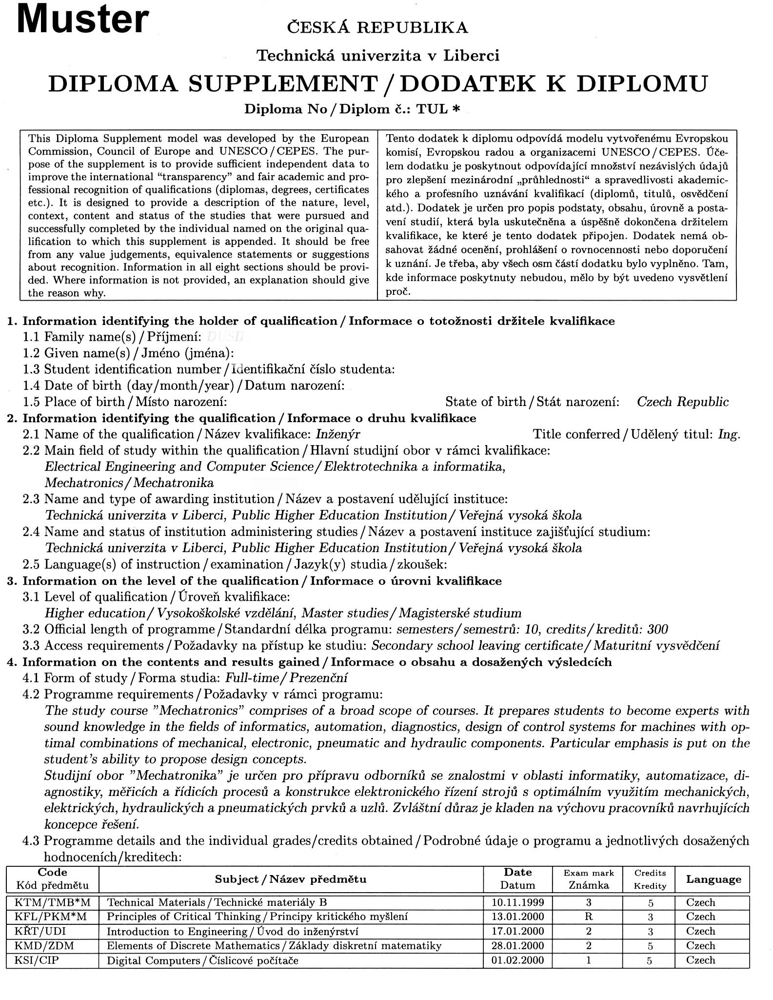 Muster
ČESKÁ REPUBLIKA
Technická univerzita v Liberci
DIPLOMA SUPPLEMENT / DODATEK K DIPLOMU
Diploma No / Diplom č.: TUL *
This Diploma Supplement model was developed by the European
Commission, Council of Europe and UNESCO / CEPES. The pur-
pose of the supplement is to provide sufficient independent data to
improve the international “transparency” and fair academic and pro-
fessional recognition of qualifications (diplomas, degrees, certificates
etc.). It is designed to provide a description of the nature, level,
context, content and status of the studies that were pursued and
successfully completed by the individual named on the original qua-
lification to which this supplement is appended. It should be free
from any value judgements, equivalence statements or suggestions
about recognition. Information in all eight sections should be provi-
ded. Where information is not provided, an explanation should give
the reason why.
Tento dodatek k diplomu odpovídá modelu vytvořenému Evropskou
komisí, Evropskou radou a organizacemi UNESCO / CEPES. Úče-
lem dodatku je poskytnout odpovídající množství nezávislých údajů
pro zlepšení mezinárodní „průhlednosti“ a spravedlivosti akademic-
kého a profesního uznávání kvalifikací (diplomů, titulů, osvědčení
atd.). Dodatek je určen pro popis podstaty, obsahu, úrovně a posta-
vení studií, která byla uskutečněna a úspěšně dokončena držitelem
kvalifikace, ke které je tento dodatek připojen. Dodatek nemá ob-
sahovat žádné ocenění, prohlášení o rovnocennosti nebo doporučení
k uznání. Je třeba, aby všech osm částí dodatku bylo vyplněno. Tam,
kde informace poskytnuty nebudou, mělo by být uvedeno vysvětlení
proč.
1. Information identifying the holder of qualification / Informace o totožnosti držitele kvalifikace
1.1 Family name(s) / Příjmení:
1.2 Given name(s) / Jméno (jména):
1.3 Student identification number / Identifikační číslo studenta:
1.4 Date of birth (day/month/year) / Datum narození:
1.5 Place of birth / Místo narození: State of birth / Stát narození: Czech Republic
2. Information identifying the qualification / Informace o druhu kvalifikace
2.1 Name of the qualification / Název kvalifikace: Inženýr Title conferred / Udělený titul: Ing.
2.2 Main field of study within the qualification / Hlavní studijní obor v rámci kvalifikace:
Electrical Engineering and Computer Science / Elektrotechnika a informatika,
Mechatronics / Mechatronika
2.3 Name and type of awarding institution / Název a postavení udělující instituce:
Technická univerzita v Liberci, Public Higher Education Institution / Veřejná vysoká škola
2.4 Name and status of institution administering studies / Název a postavení instituce zajišťující studium:
Technická univerzita v Liberci, Public Higher Education Institution / Veřejná vysoká škola
2.5 Language(s) of instruction / examination / Jazyk(y) studia / zkoušek:
3. Information on the level of the qualification / Informace o úrovni kvalifikace
3.1 Level of qualification / Úroveň kvalifikace:
Higher education / Vysokoškolské vzdělání, Master studies / Magisterské studium
3.2 Official length of programme / Standardní délka programu: semesters / semestrů: 10, credits / kreditů: 300
3.3 Access requirements / Požadavky na přístup ke studiu: Secondary school leaving certificate / Maturitní vysvědčení
4. Information on the contents and results gained / Informace o obsahu a dosažených výsledcích
4.1 Form of study / Forma studia: Full-time / Prezenční
4.2 Programme requirements / Požadavky v rámci programu:
The study course ”Mechatronics” comprises of a broad scope of courses. It prepares students to become experts with
sound knowledge in the fields of informatics, automation, diagnostics, design of control systems for machines with op-
timal combinations of mechanical, electronic, pneumatic and hydraulic components. Particular emphasis is put on the
student's ability to propose design concepts.
Studijní obor ”Mechatronika” je určen pro přípravu odborníků se znalostmi v oblasti informatiky, automatizace, di-
agnostiky, měřicích a řídicích procesů a konstrukce elektronického řízení strojů s optimálním využitím mechanických,
elektrických, hydraulických a pneumatických prvků a uzlů. Zvláštní důraz je kladen na výchovu pracovníků navrhujících
koncepce řešení.
4.3 Programme details and the individual grades/credits obtained / Podrobné údaje o programu a jednotlivých dosažených
hodnoceních/kreditech:
Code Kód předmětu Subject / Název předmětu Date Datum Exam mark Známka Credits Kredity Language
KTM/TMB*M Technical Materials / Technické materiály B 10.11.1999 3 5 Czech
KFL/PKM*M Principles of Critical Thinking / Principy kritického myšlení 13.01.2000 R 3 Czech
KŘT/UDI Introduction to Engineering / Úvod do inženýrství 17.01.2000 2 3 Czech
KMD/ZDM Elements of Discrete Mathematics / Základy diskretní matematiky 28.01.2000 2 5 Czech
KSI/CIP Digital Computers / Číslicové počítače 01.02.2000 1 5 Czech